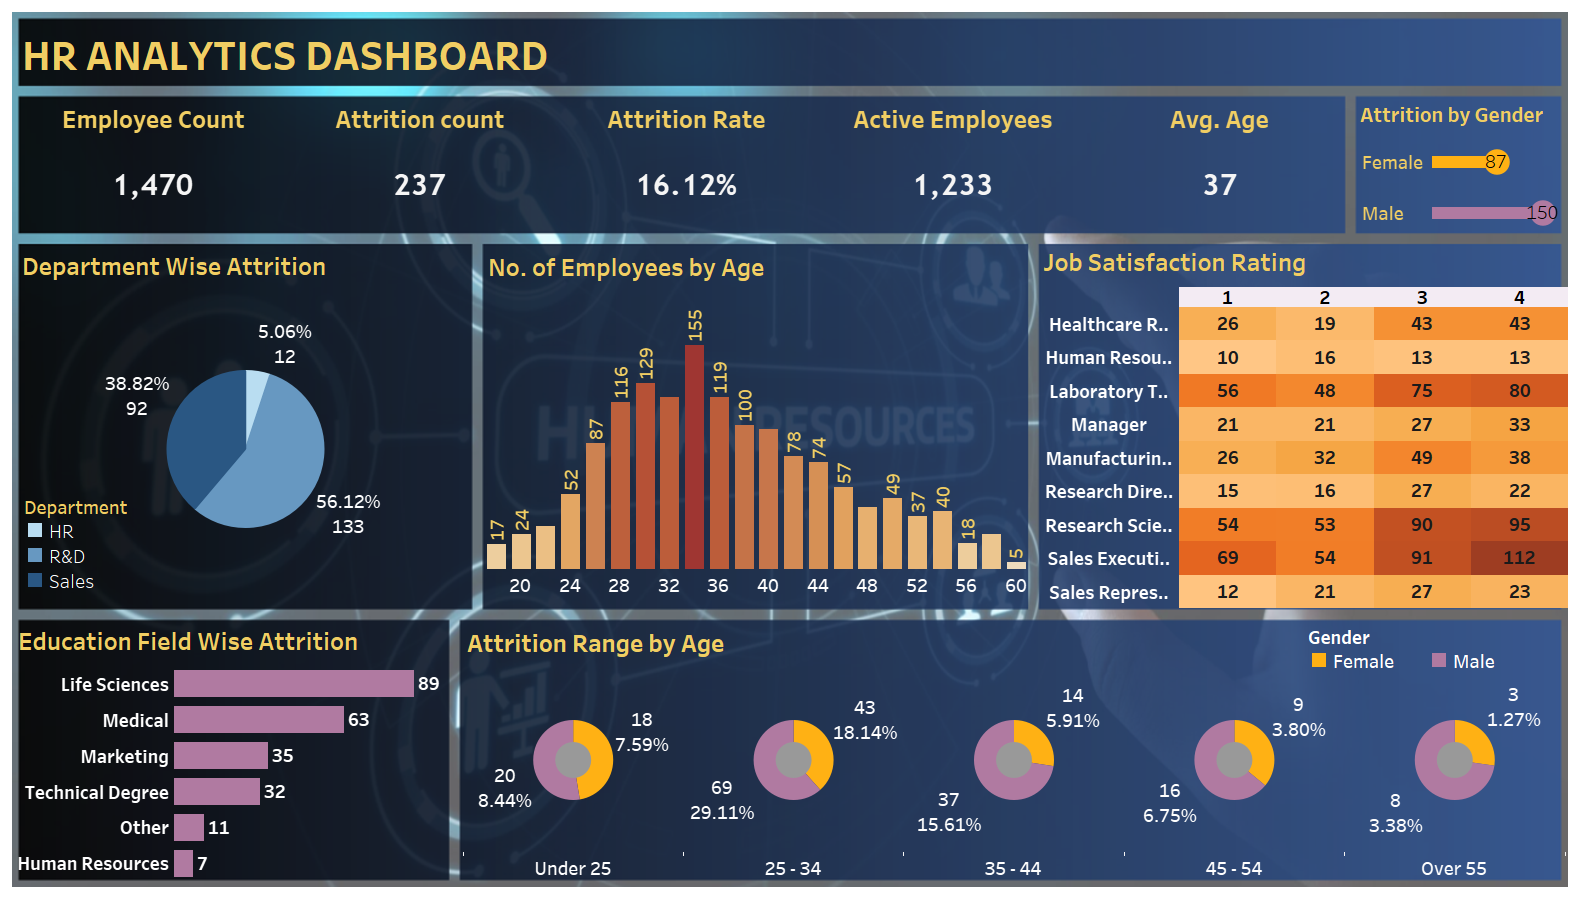 HR ANALYTICS DASHBOARD
Employee Count
Attrition count
Attrition Rate
Active Employees
Avg. Age
1,470
237
16.12%
1,233
37
Attrition by Gender
Female
87
Male
150
Department Wise Attrition
5.06%
12
38.82%
92
56.12%
133
Department
HR
R&D
Sales
No. of Employees by Age
17 24 52 87 116 129 155 119 100 78 74 57 49 37 40 18 5
HUMAN RESOURCES
20 24 28 32 36 40 44 48 52 56 60
Job Satisfaction Rating
1 2 3 4
Healthcare R.. 26 19 43 43
Human Resou.. 10 16 13 13
Laboratory T.. 56 48 75 80
Manager 21 21 27 33
Manufacturin.. 26 32 49 38
Research Dire.. 15 16 27 22
Research Scie.. 54 53 90 95
Sales Executi.. 69 54 91 112
Sales Repres.. 12 21 27 23
Education Field Wise Attrition
Life Sciences 89
Medical 63
Marketing 35
Technical Degree 32
Other 11
Human Resources 7
Attrition Range by Age
Gender
Female
Male
18
7.59%
20
8.44%
43
18.14%
69
29.11%
14
5.91%
37
15.61%
9
3.80%
16
6.75%
3
1.27%
8
3.38%
Under 25
25 - 34
35 - 44
45 - 54
Over 55